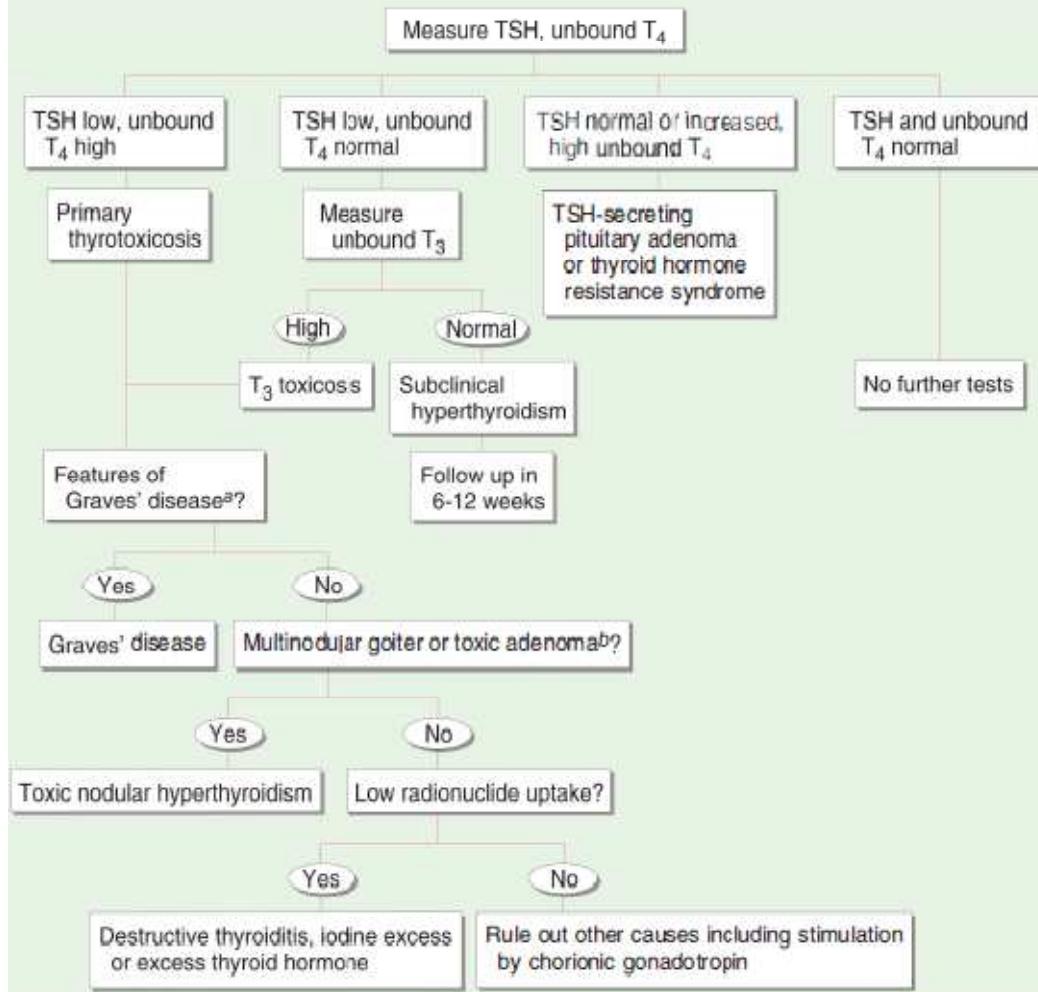 Measure TSH, unbound T4
TSH low, unbound
T4 high
TSH low, unbound
T4 normal
TSH normal or increased,
high unbound T4
TSH and unbound
T4 normal
Primary
thyrotoxicosis
Measure
unbound T3
TSH-secreting
pituitary adenoma
or thyroid hormone
resistance syndrome
High
Normal
T3 toxicoss
Subclinical
hyperthyroidism
No further tests
Features of
Graves' diseaseᵃ?
Follow up in
6-12 weeks
Yes
No
Graves' disease
Multinodular goiter or toxic adenomaᵇ?
Yes
No
Toxic nodular hyperthyroidism
Low radionuclide uptake?
Yes
No
Destructive thyroiditis, iodine excess
or excess thyroid hormone
Rule out other causes including stimulation
by chorionic gonadotropin